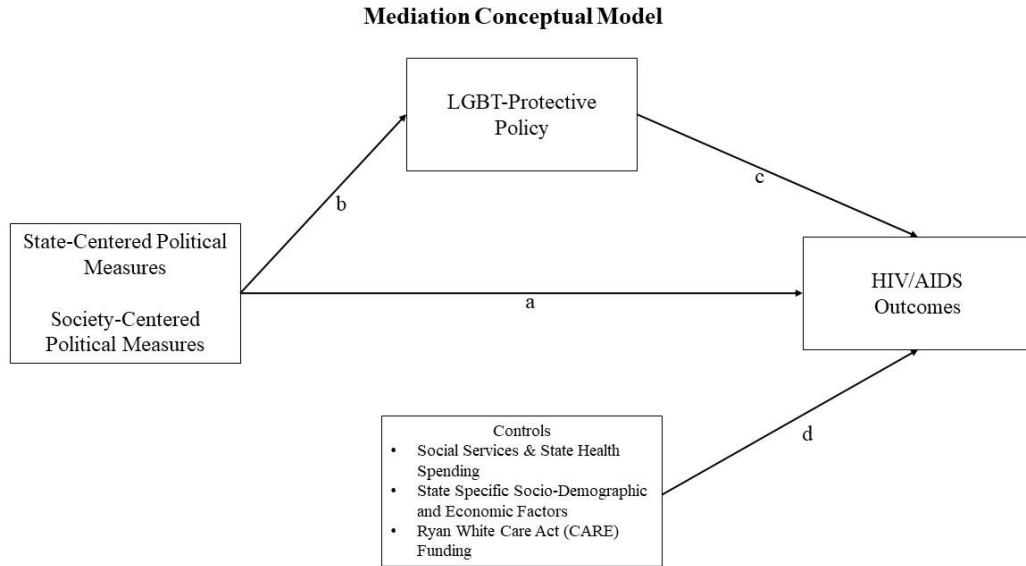 Mediation Conceptual Model
LGBT-Protective
Policy
b
c
State-Centered Political
Measures
Society-Centered
Political Measures
a
HIV/AIDS
Outcomes
Controls
• Social Services & State Health
Spending
• State Specific Socio-Demographic
and Economic Factors
• Ryan White Care Act (CARE)
Funding
d